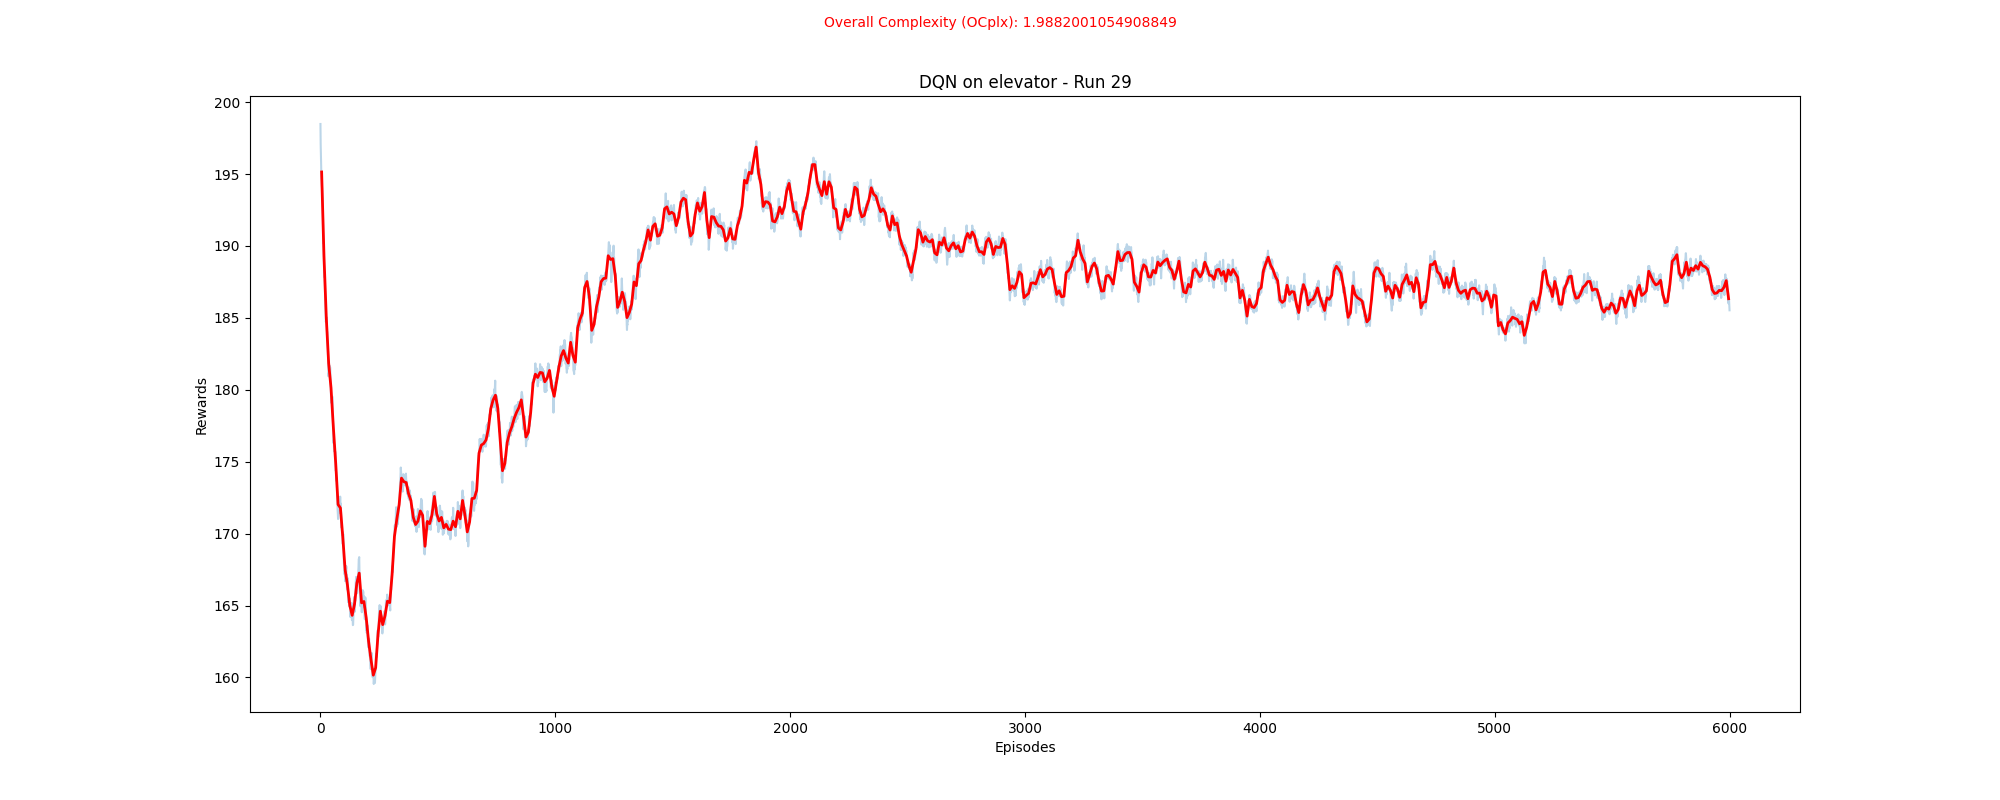 Overall Complexity (OCplx): 1.9882001054908849
DQN on elevator - Run 29
200
195
190
185
180
175
170
165
160
Rewards
0 1000 2000 3000 4000 5000 6000
Episodes